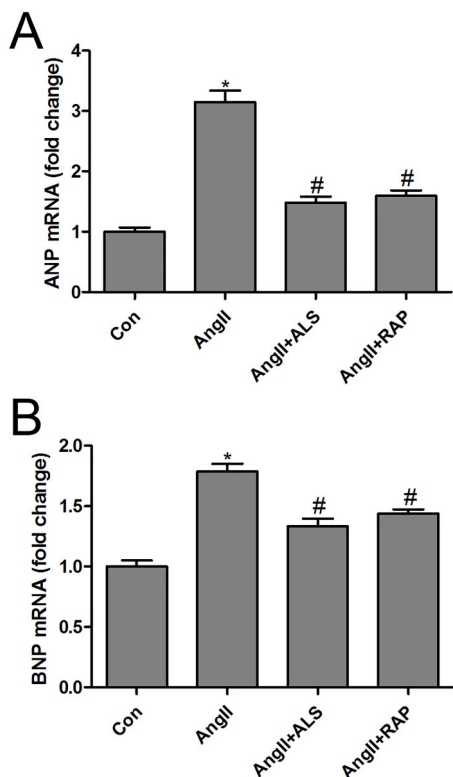 A
ANP mRNA (fold change)
4
3
2
1
0
*
#
#
Con
AngII
AngII+ALS
AngII+RAP
B
BNP mRNA (fold change)
2.0
1.5
1.0
0.5
0.0
*
#
#
Con
AngII
AngII+ALS
AngII+RAP